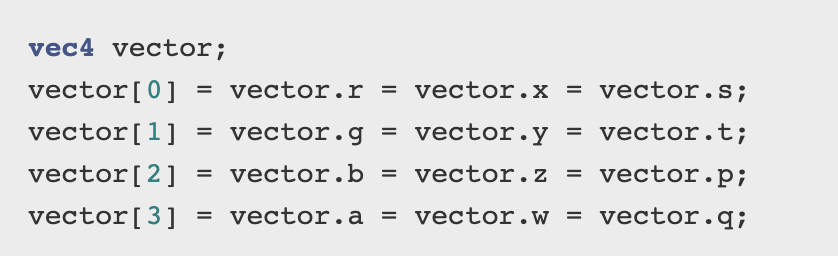 vec4 vector;
vector[0] = vector.r = vector.x = vector.s;
vector[1] = vector.g = vector.y = vector.t;
vector[2] = vector.b = vector.z = vector.p;
vector[3] = vector.a = vector.w = vector.q;